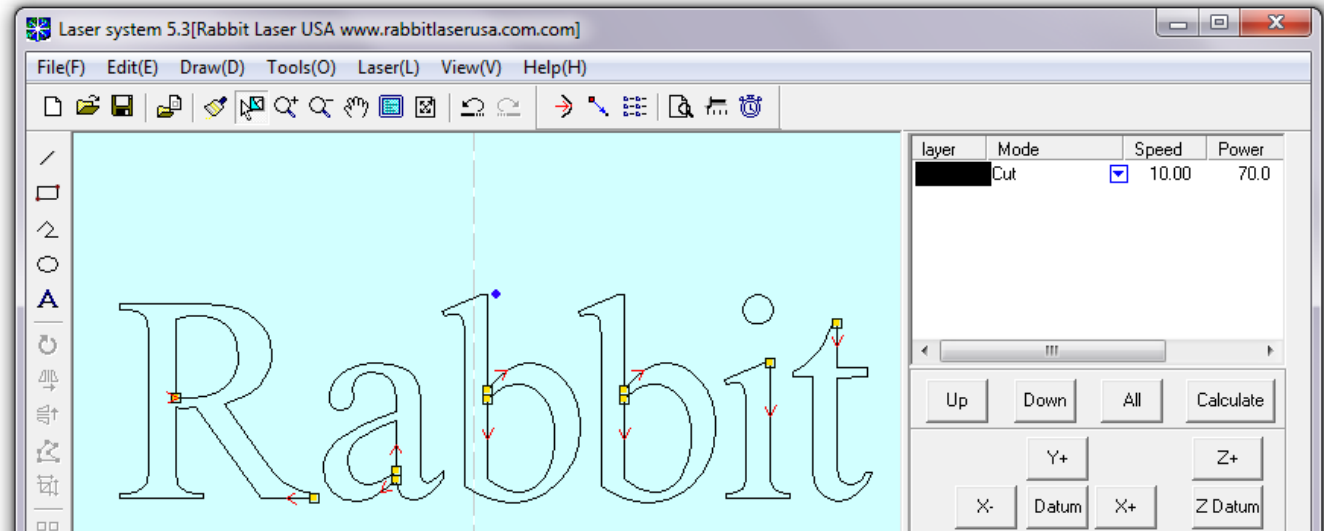 Laser system 5.3[Rabbit Laser USA www.rabbitlaserusa.com.com]
File(F) Edit(E) Draw(D) Tools(O) Laser(L) View(V) Help(H)
layer Mode Speed Power
Cut 10.00 70.0
A
Rabbit
Up Down All Calculate
Y+ Z+
X- Datum X+ Z Datum